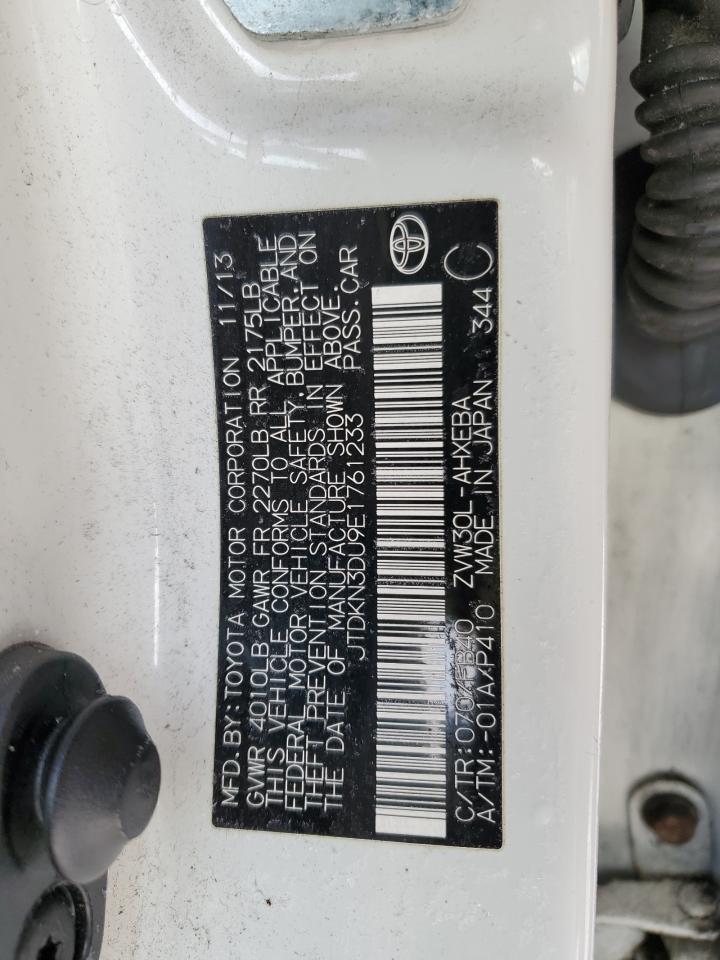 MFD.BY:TOYOTA MOTOR CORPORATION 11/13
GVWR 4010LB GAWR FR 2270LB RR 2175LB
THIS VEHICLE CONFORMS TO ALL APPLICABLE
FEDERAL MOTOR VEHICLE SAFETY,BUMPER,AND
THEFT PREVENTION STANDARDS IN EFFECT ON
THE DATE OF MANUFACTURE SHOWN ABOVE.
JTDKN3DU9E1761233 PASS.CAR
C/TR:070/FB40 ZVW30L-AHXEBA
A/TM:-01A/P410 MADE IN JAPAN 344 C